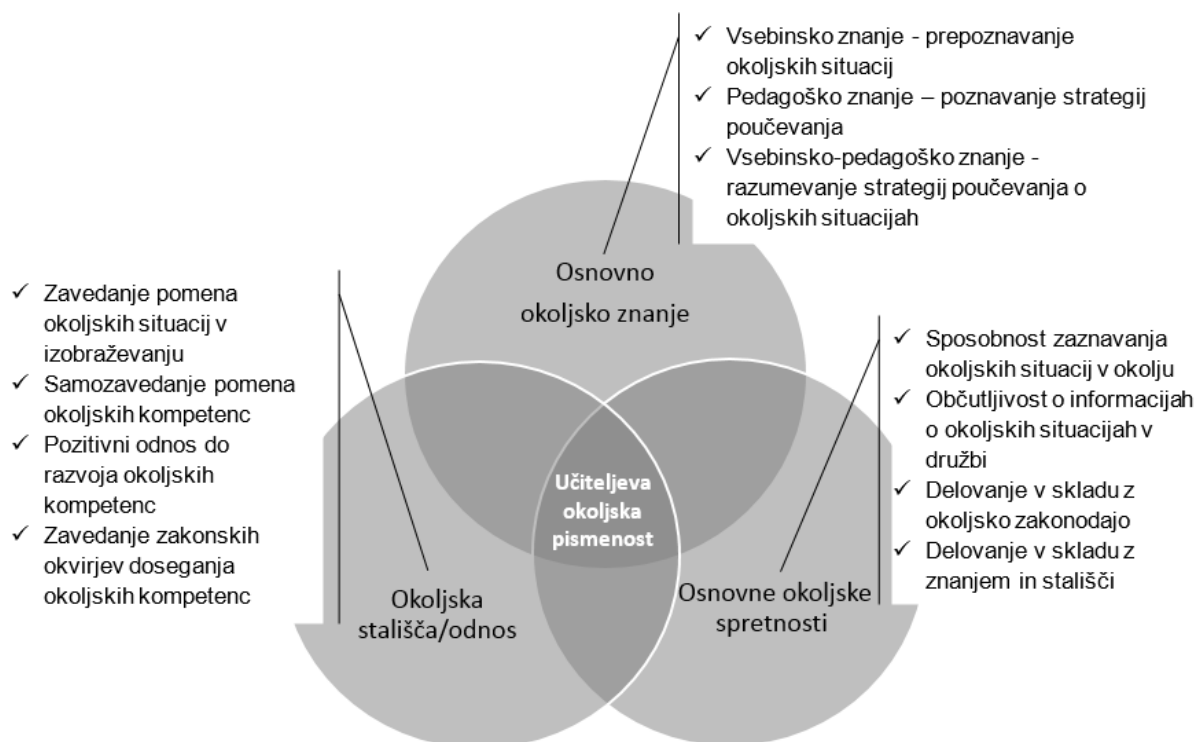 ✓ Vsebinsko znanje - prepoznavanje
okoljskih situacij
✓ Pedagoško znanje – poznavanje strategij
poučevanja
✓ Vsebinsko-pedagoško znanje -
razumevanje strategij poučevanja o
okoljskih situacijah
Osnovno
okoljsko znanje
✓ Zavedanje pomena
okoljskih situacij v
izobraževanju
✓ Samozavedanje pomena
okoljskih kompetenc
✓ Pozitivni odnos do
razvoja okoljskih
kompetenc
✓ Zavedanje zakonskih
okvirjev doseganja
okoljskih kompetenc
✓ Sposobnost zaznavanja
okoljskih situacij v okolju
✓ Občutljivost o informacijah
o okoljskih situacijah v
družbi
✓ Delovanje v skladu z
okoljsko zakonodajo
✓ Delovanje v skladu z
znanjem in stališči
Učiteljeva
okoljska
pismenost
Okoljska
stališča/odnos
Osnovne okoljske
spretnosti